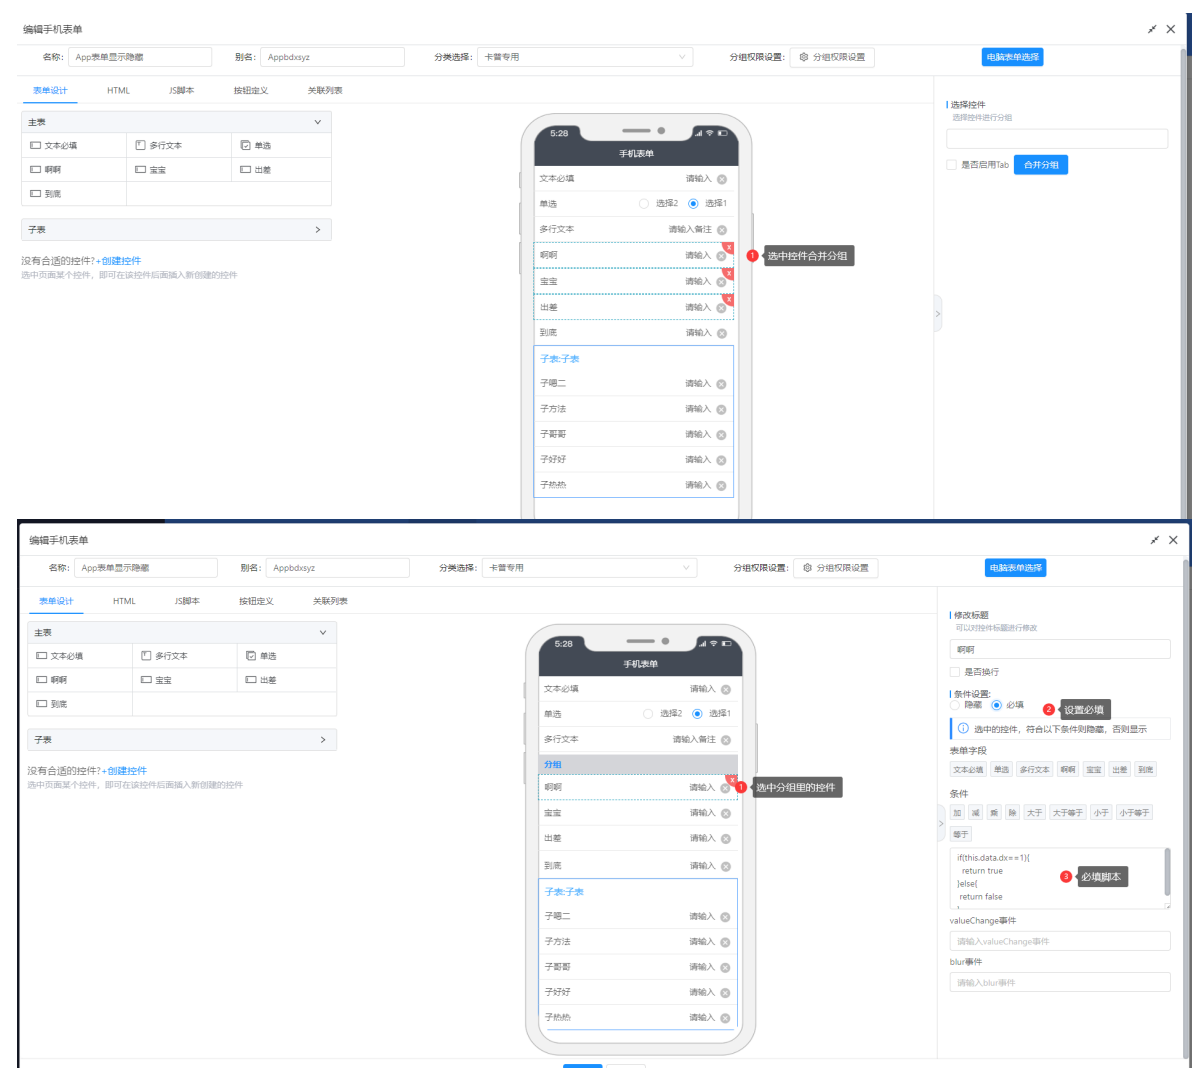 编辑手机表单
名称: App表单显示隐藏 别名: Appbdxsyz 分类选择: 卡普专用 分组权限设置: 分组权限设置 电脑表单选择
表单设计 HTML JS脚本 按钮定义 关联列表
主表
文本必填 多行文本 单选
啊啊 宝宝 出差
到底
子表
没有合适的控件?+创建控件
选中页面某个控件，即可在该控件后面插入新创建的控件
5:28
手机表单
文本必填 请输入
单选 选择2 选择1
多行文本 请输入备注
啊啊 请输入 x
1 选中控件合并分组
宝宝 请输入 x
出差 请输入 x
到底 请输入
子表:子表
子嗯二 请输入
子方法 请输入
子哥哥 请输入
子好好 请输入
子热热 请输入
选择控件
选择控件进行分组
是否启用Tab 合并分组
编辑手机表单
名称: App表单显示隐藏 别名: Appbdxsyz 分类选择: 卡普专用 分组权限设置: 分组权限设置 电脑表单选择
表单设计 HTML JS脚本 按钮定义 关联列表
主表
文本必填 多行文本 单选
啊啊 宝宝 出差
到底
子表
没有合适的控件?+创建控件
选中页面某个控件，即可在该控件后面插入新创建的控件
5:28
手机表单
文本必填 请输入
单选 选择2 选择1
多行文本 请输入备注
分组
啊啊 请输入 x
1 选中分组里的控件
宝宝 请输入
出差 请输入
到底 请输入
子表:子表
子嗯二 请输入
子方法 请输入
子哥哥 请输入
子好好 请输入
子热热 请输入
修改标题
可以对控件标题进行修改
啊啊
是否换行
条件设置:
隐藏 必填
2 设置必填
选中的控件，符合以下条件则隐藏，否则显示
表单字段
文本必填 单选 多行文本 啊啊 宝宝 出差 到底
条件
加 减 乘 除 大于 大于等于 小于 小于等于
等于
if(this.data.dx==1){
return true
}else{
return false
3 必填脚本
valueChange事件
请输入valueChange事件
blur事件
请输入blur事件